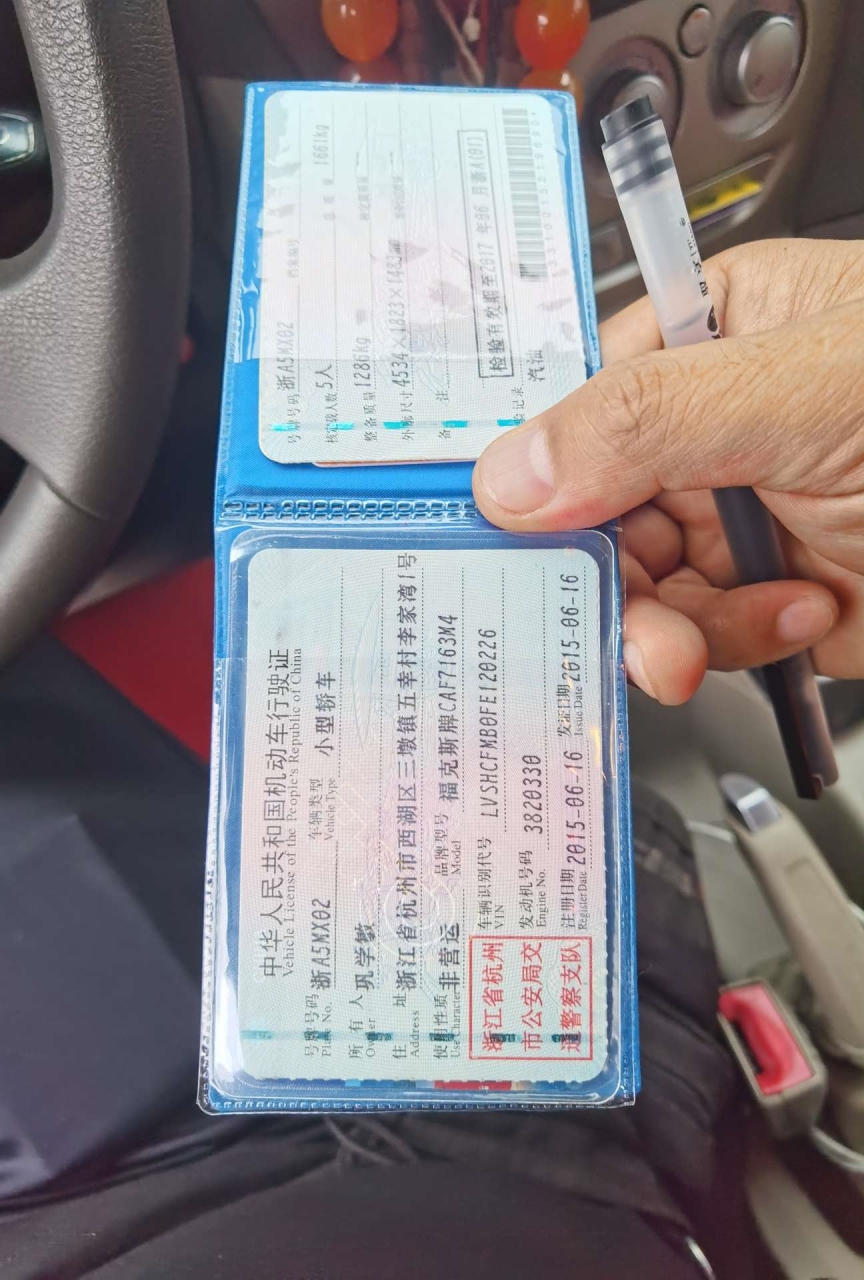 中华人民共和国机动车行驶证
Vehicle License of the People's Republic of China
号牌号码 浙A5MX02 车辆类型 小型轿车
Plate No. Vehicle Type
所有人 巩学敏
Owner
住址 浙江省杭州市西湖区三墩镇五幸村李家湾1号
Address
使用性质 非营运 品牌型号 福克斯牌CAF7163M4
Use Character Model
浙江省杭州
市公安局交
通警察支队
车辆识别代号 LVSHCFMB0FE120226
VIN
发动机号码 3820330
Engine No.
注册日期 2015-06-16 发证日期 2015-06-16
Register Date Issue Date
号牌号码 浙A5MX02 档案编号
核定载人数 5人 总质量 1661kg
整备质量 1286kg
外廓尺寸 4534×1823×1483
备注
检验有效期至2017年06月浙A(01)
汽油